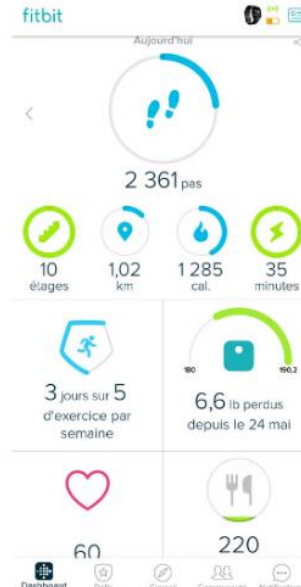 fitbit
Aujourd'hui
2 361 pas
10
étages
1,02
km
1 285
cal.
35
minutes
3 jours sur 5
d'exercice par
semaine
180
190,2
6,6 lb perdus
depuis le 24 mai
60
220
Dashboard